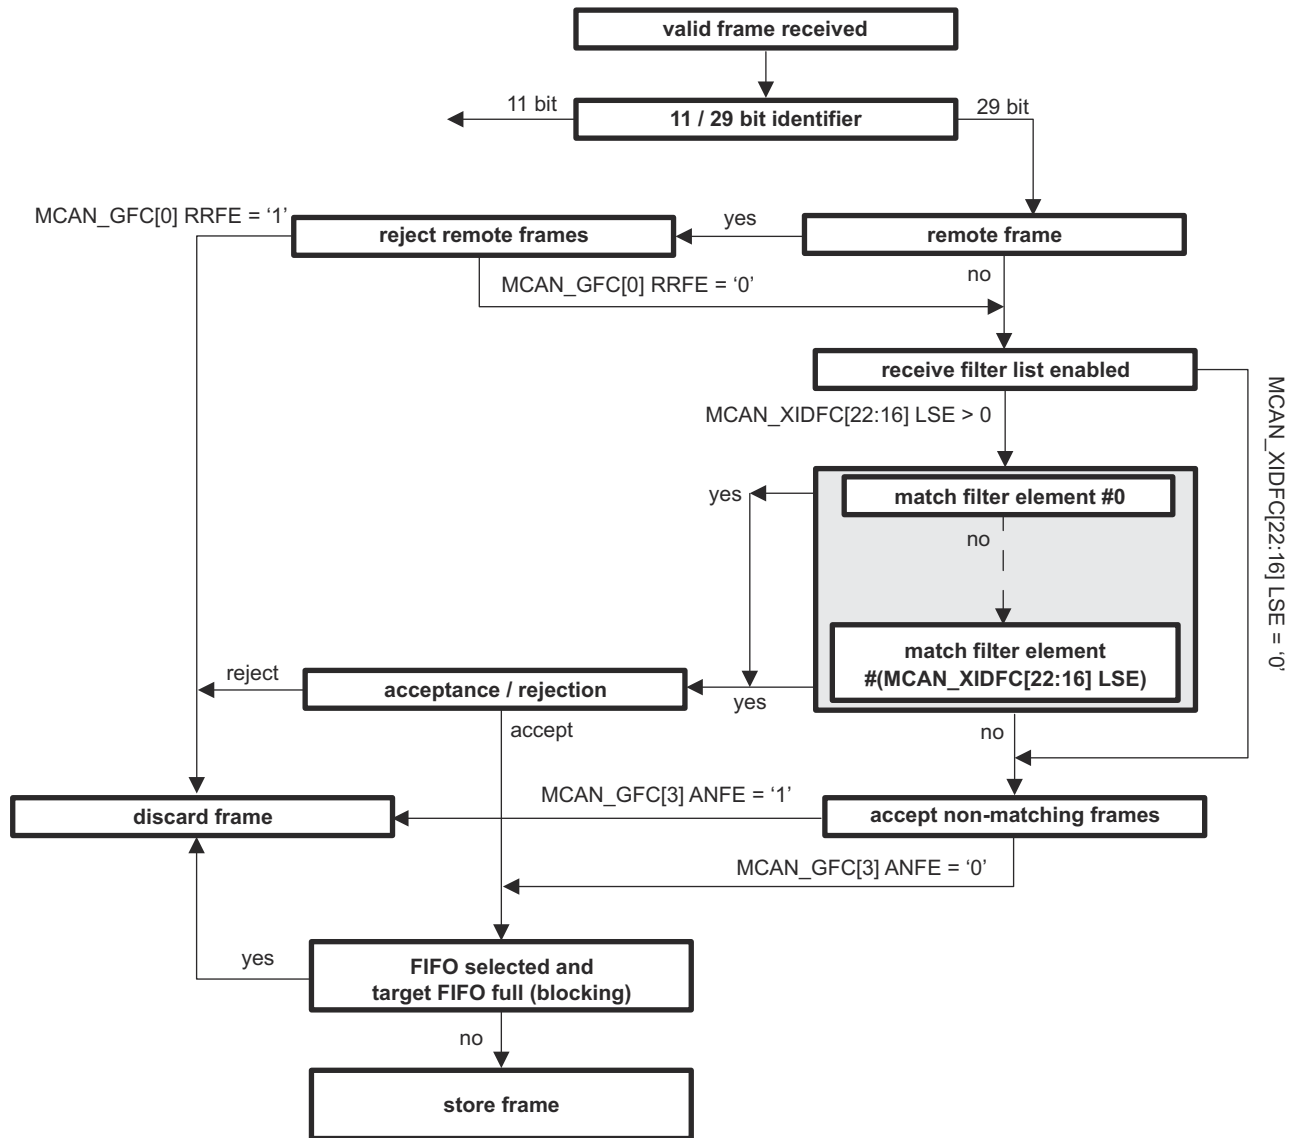 valid frame received
11 bit
11 / 29 bit identifier
29 bit
MCAN_GFC[0] RRFE = ‘1’
reject remote frames
yes
remote frame
MCAN_GFC[0] RRFE = ‘0’
no
receive filter list enabled
MCAN_XIDFC[22:16] LSE > 0
MCAN_XIDFC[22:16] LSE = ‘0’
yes
match filter element #0
no
match filter element
#(MCAN_XIDFC[22:16] LSE)
reject
acceptance / rejection
yes
accept
no
discard frame
MCAN_GFC[3] ANFE = ‘1’
accept non-matching frames
MCAN_GFC[3] ANFE = ‘0’
yes
FIFO selected and
target FIFO full (blocking)
no
store frame